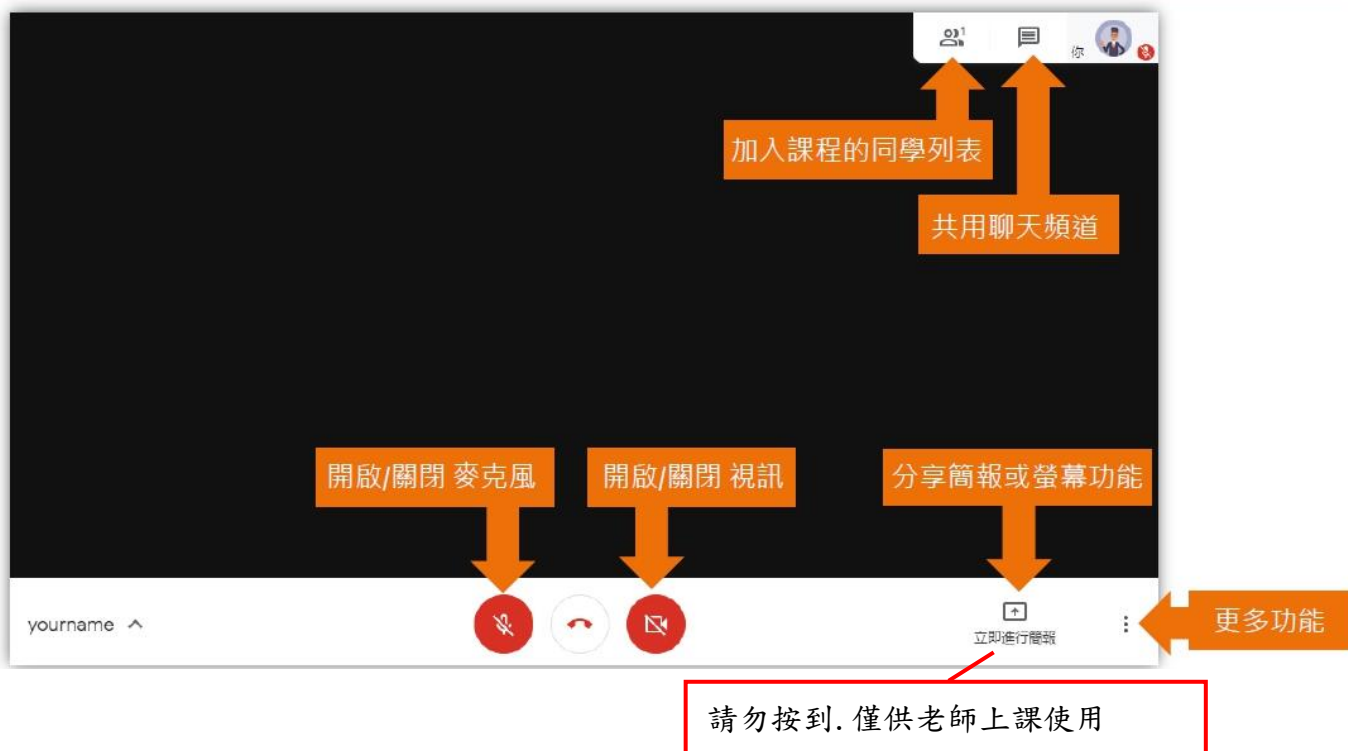 1
你
加入課程的同學列表
共用聊天頻道
開啟/關閉 麥克風
開啟/關閉 視訊
分享簡報或螢幕功能
yourname
立即進行簡報
更多功能
請勿按到.僅供老師上課使用